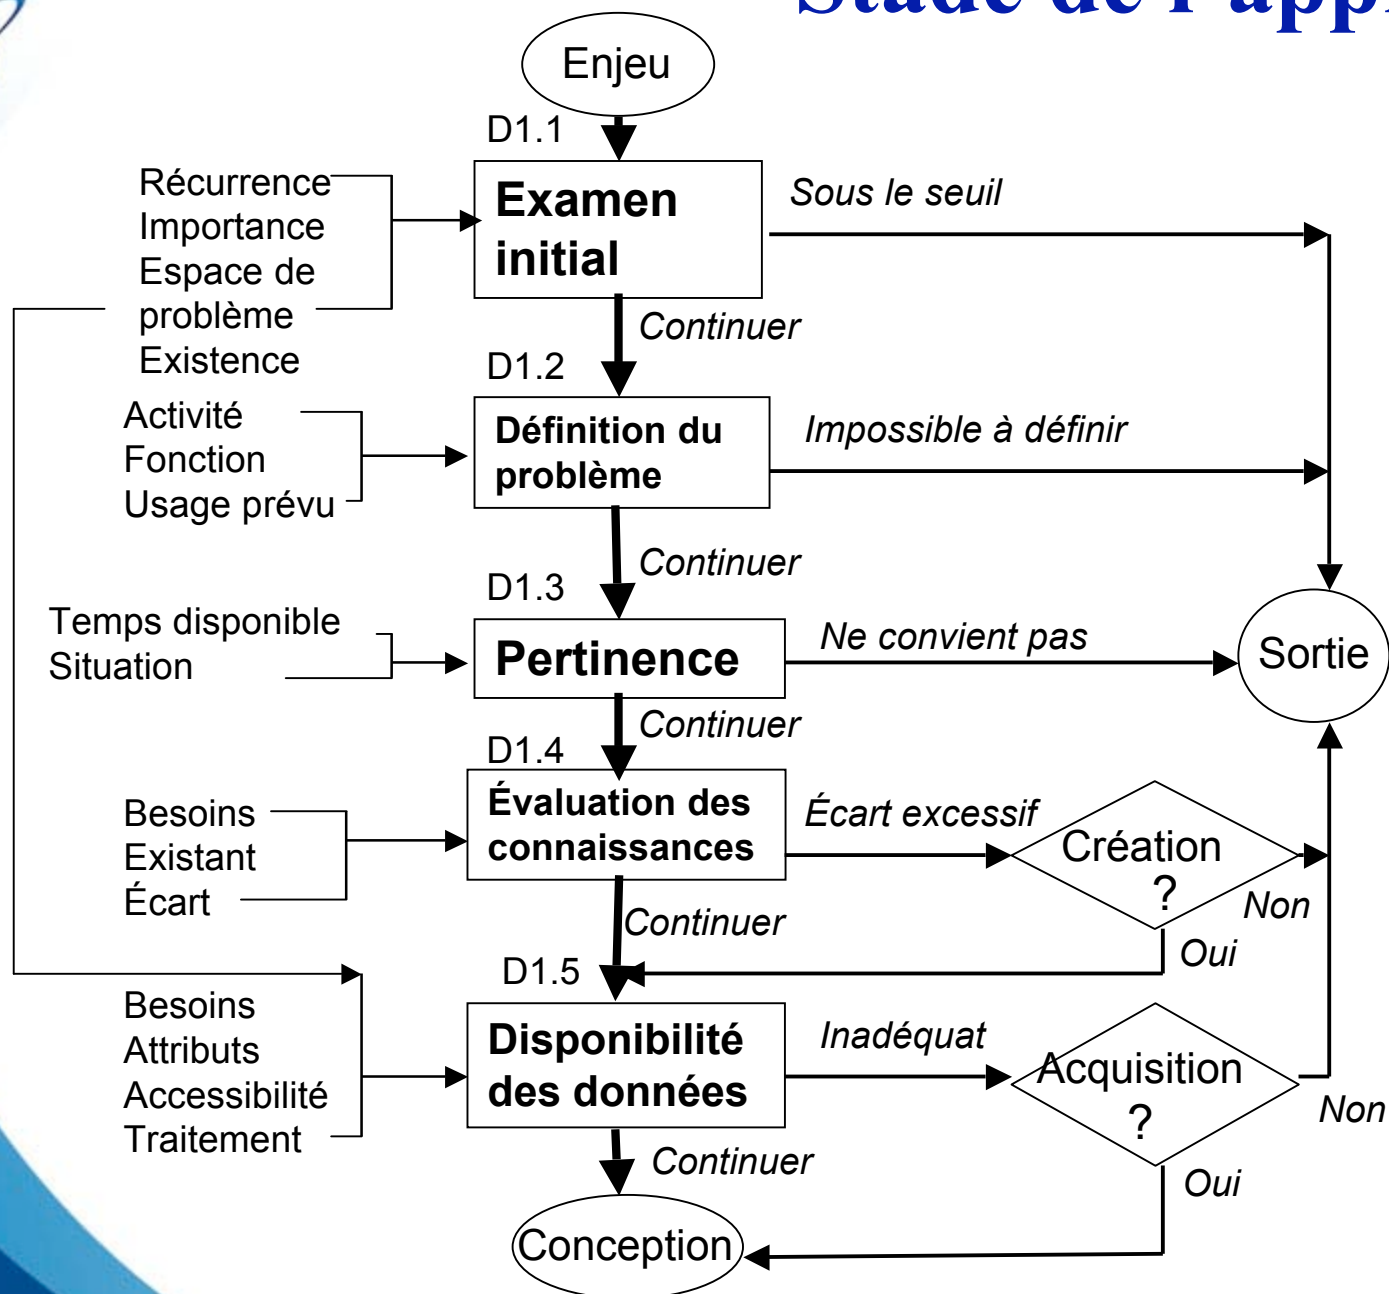 Stade de l'app
Enjeu
D1.1
Récurrence
Importance
Espace de
problème
Existence
Examen
initial
Sous le seuil
Continuer
D1.2
Activité
Fonction
Usage prévu
Définition du
problème
Impossible à définir
Continuer
D1.3
Temps disponible
Situation
Pertinence
Ne convient pas
Sortie
Continuer
D1.4
Besoins
Existant
Écart
Évaluation des
connaissances
Écart excessif
Création
?
Non
Oui
Continuer
D1.5
Besoins
Attributs
Accessibilité
Traitement
Disponibilité
des données
Inadéquat
Acquisition
?
Non
Oui
Continuer
Conception